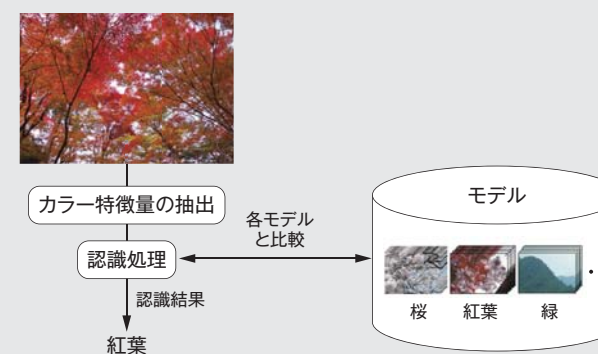 カラー特徴量の抽出
認識処理
認識結果
紅葉
各モデル
と比較
モデル
桜
紅葉
緑